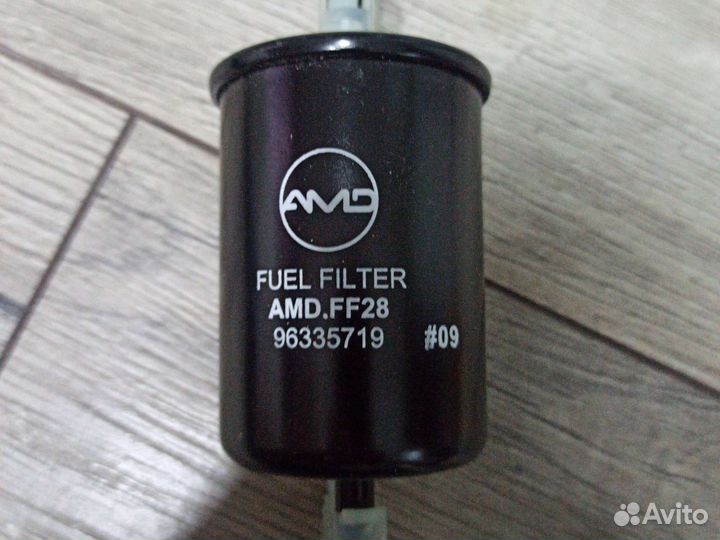 AMD
FUEL FILTER
AMD.FF28
96335719 #09
Avito